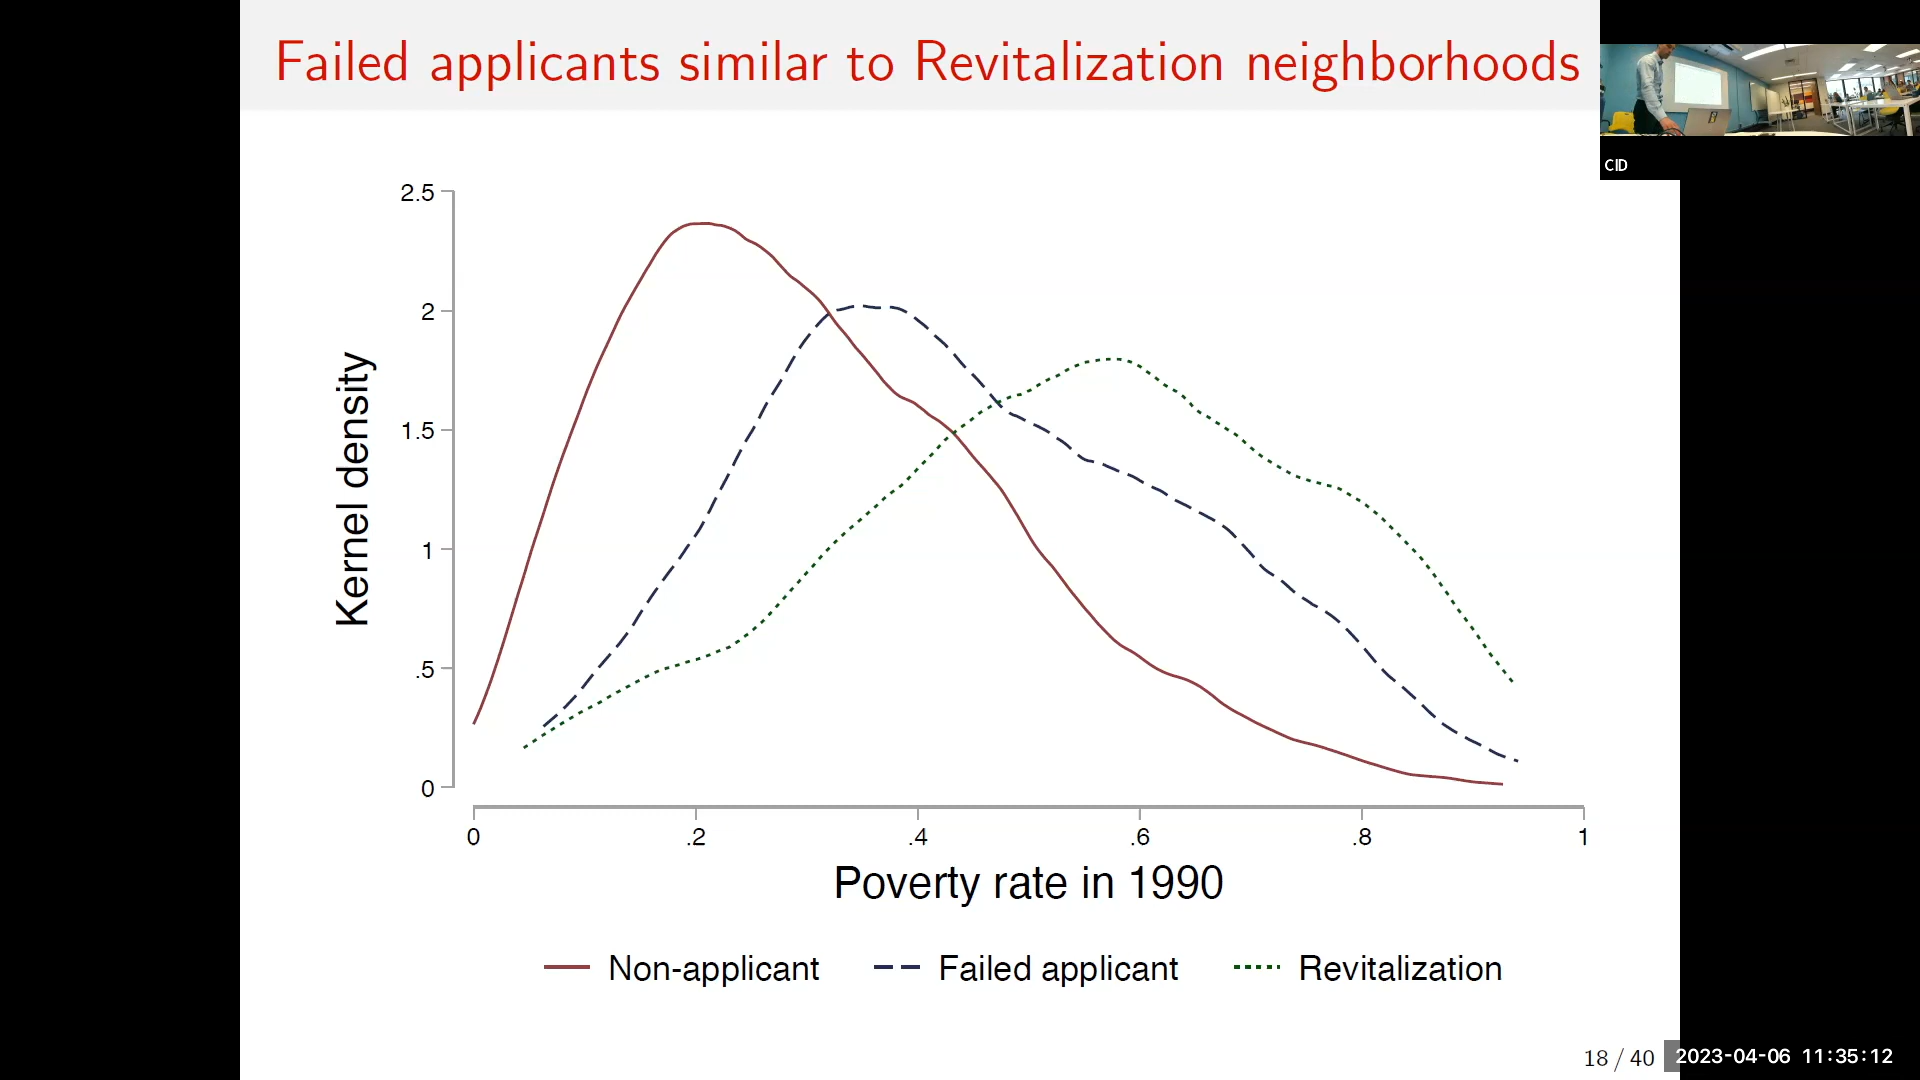 Failed applicants similar to Revitalization neighborhoods
CID
2.5
2
1.5
1
.5
0
Kernel density
0 .2 .4 .6 .8 1
Poverty rate in 1990
Non-applicant Failed applicant Revitalization
18 / 40
2023-04-06 11:35:12